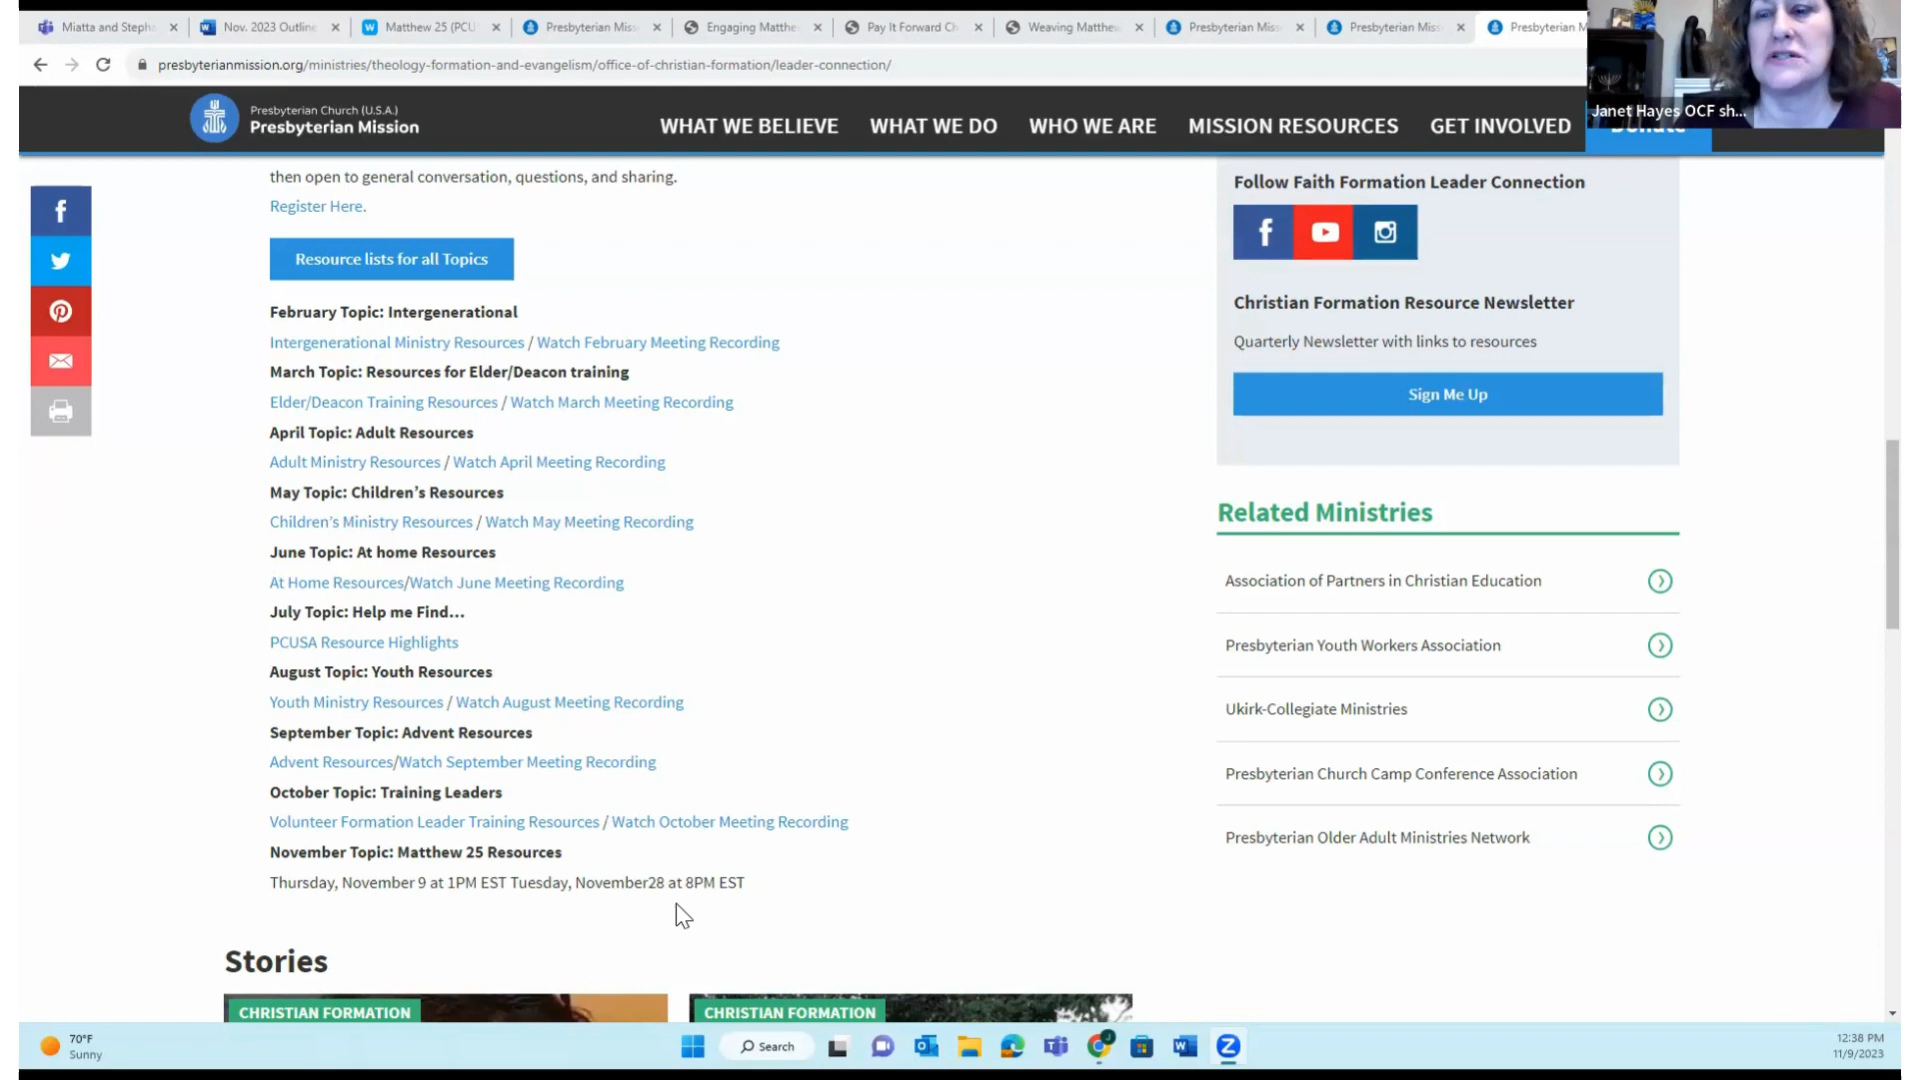 Miatta and Stepha
Nov. 2023 Outline
Matthew 25 (PCU
Presbyterian Miss
Engaging Matthe
Pay It Forward Ch
Weaving Matthew
Presbyterian Miss
Presbyterian Miss
Presbyterian M
presbyterianmission.org/ministries/theology-formation-and-evangelism/office-of-christian-formation/leader-connection/
Janet Hayes OCF sh...
Presbyterian Church (U.S.A.)
Presbyterian Mission
WHAT WE BELIEVE WHAT WE DO WHO WE ARE MISSION RESOURCES GET INVOLVED Donate
then open to general conversation, questions, and sharing.
Register Here.
Resource lists for all Topics
February Topic: Intergenerational
Intergenerational Ministry Resources / Watch February Meeting Recording
March Topic: Resources for Elder/Deacon training
Elder/Deacon Training Resources / Watch March Meeting Recording
April Topic: Adult Resources
Adult Ministry Resources / Watch April Meeting Recording
May Topic: Children's Resources
Children's Ministry Resources / Watch May Meeting Recording
June Topic: At home Resources
At Home Resources/Watch June Meeting Recording
July Topic: Help me Find...
PCUSA Resource Highlights
August Topic: Youth Resources
Youth Ministry Resources / Watch August Meeting Recording
September Topic: Advent Resources
Advent Resources/Watch September Meeting Recording
October Topic: Training Leaders
Volunteer Formation Leader Training Resources / Watch October Meeting Recording
November Topic: Matthew 25 Resources
Thursday, November 9 at 1PM EST Tuesday, November28 at 8PM EST
Stories
CHRISTIAN FORMATION
CHRISTIAN FORMATION
Follow Faith Formation Leader Connection
Christian Formation Resource Newsletter
Quarterly Newsletter with links to resources
Sign Me Up
Related Ministries
Association of Partners in Christian Education
Presbyterian Youth Workers Association
Ukirk-Collegiate Ministries
Presbyterian Church Camp Conference Association
Presbyterian Older Adult Ministries Network
70°F
Sunny
Search
12:38 PM
11/9/2023